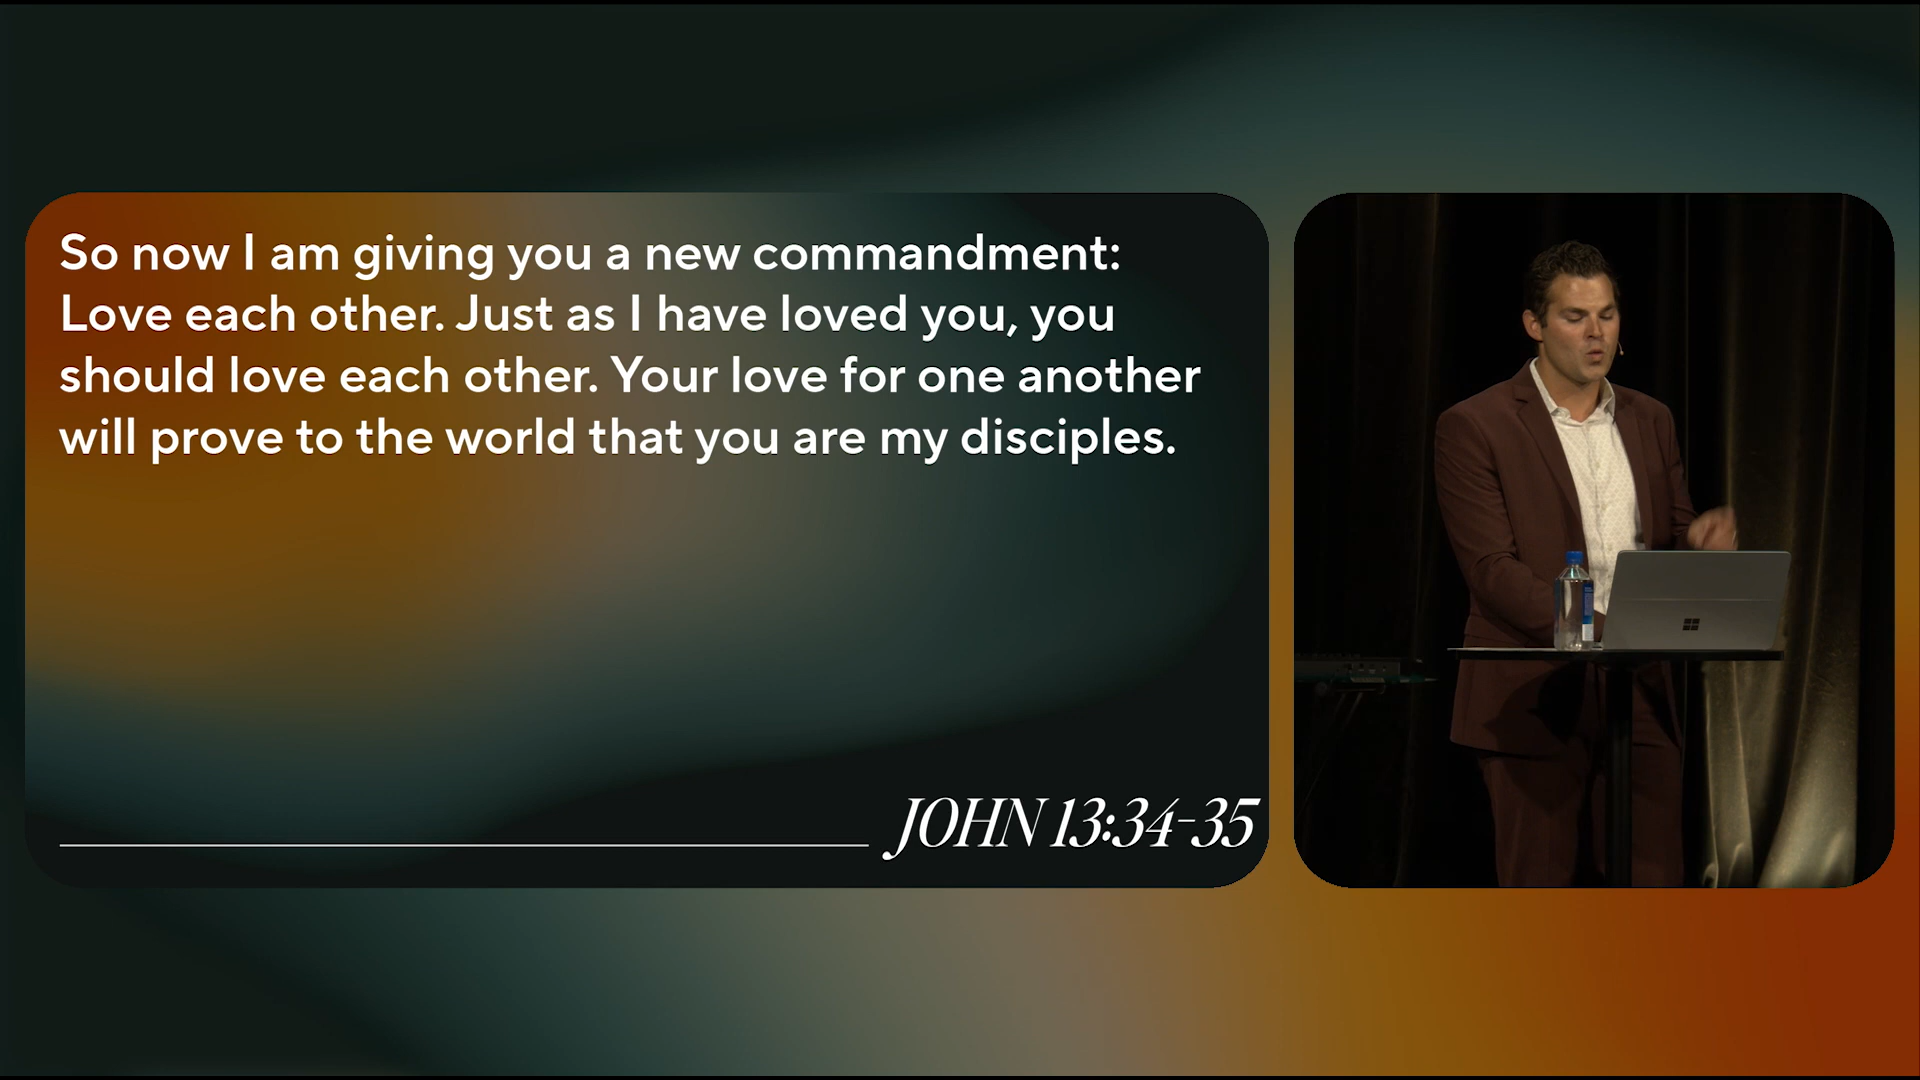 So now I am giving you a new commandment:
Love each other. Just as I have loved you, you
should love each other. Your love for one another
will prove to the world that you are my disciples.
JOHN 13:34-35